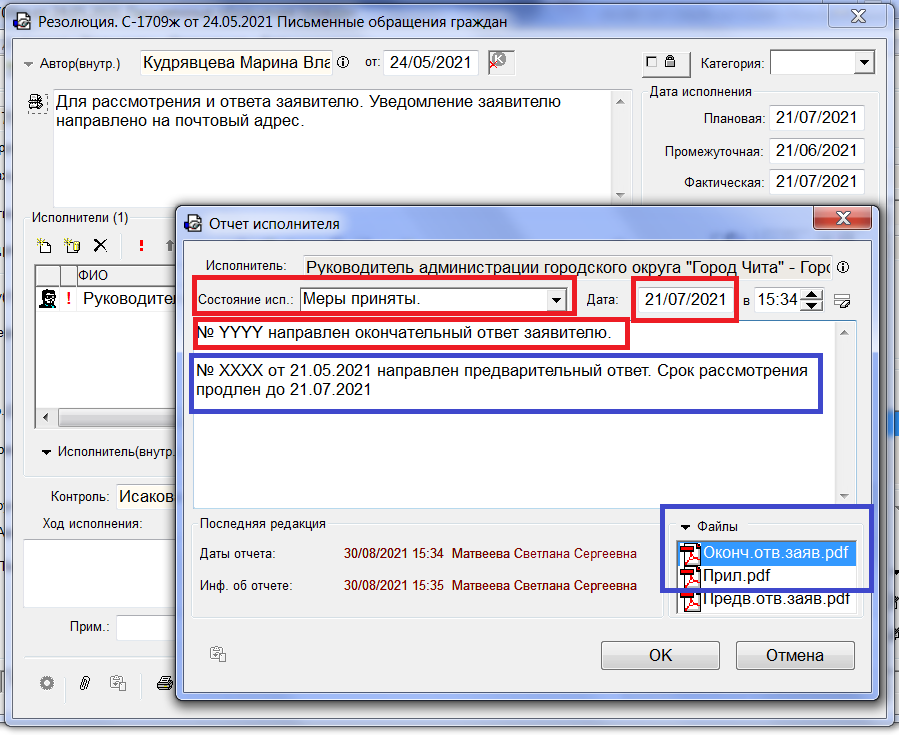 Резолюция. С-1709ж от 24.05.2021 Письменные обращения граждан
Автор(внутр.) Кудрявцева Марина Вла от: 24/05/2021 Категория:
Для рассмотрения и ответа заявителю. Уведомление заявителю
направлено на почтовый адрес.
Дата исполнения
Плановая: 21/07/2021
Промежуточная: 21/06/2021
Фактическая: 21/07/2021
Исполнители (1)
ФИО
! Руководите
Исполнитель(внутр.
Контроль: Исаков
Ход исполнения:
Прим.:
Отчет исполнителя
Исполнитель: Руководитель администрации городского округа "Город Чита" - Горо
Состояние исп.: Меры приняты. Дата: 21/07/2021 в 15:34
№ YYYY направлен окончательный ответ заявителю.
№ XXXX от 21.05.2021 направлен предварительный ответ. Срок рассмотрения
продлен до 21.07.2021
Последняя редакция
Даты отчета: 30/08/2021 15:34 Матвеева Светлана Сергеевна
Инф. об отчете: 30/08/2021 15:35 Матвеева Светлана Сергеевна
Файлы
Оконч.отв.заяв.pdf
Прил.pdf
Предв.отв.заяв.pdf
OK Отмена